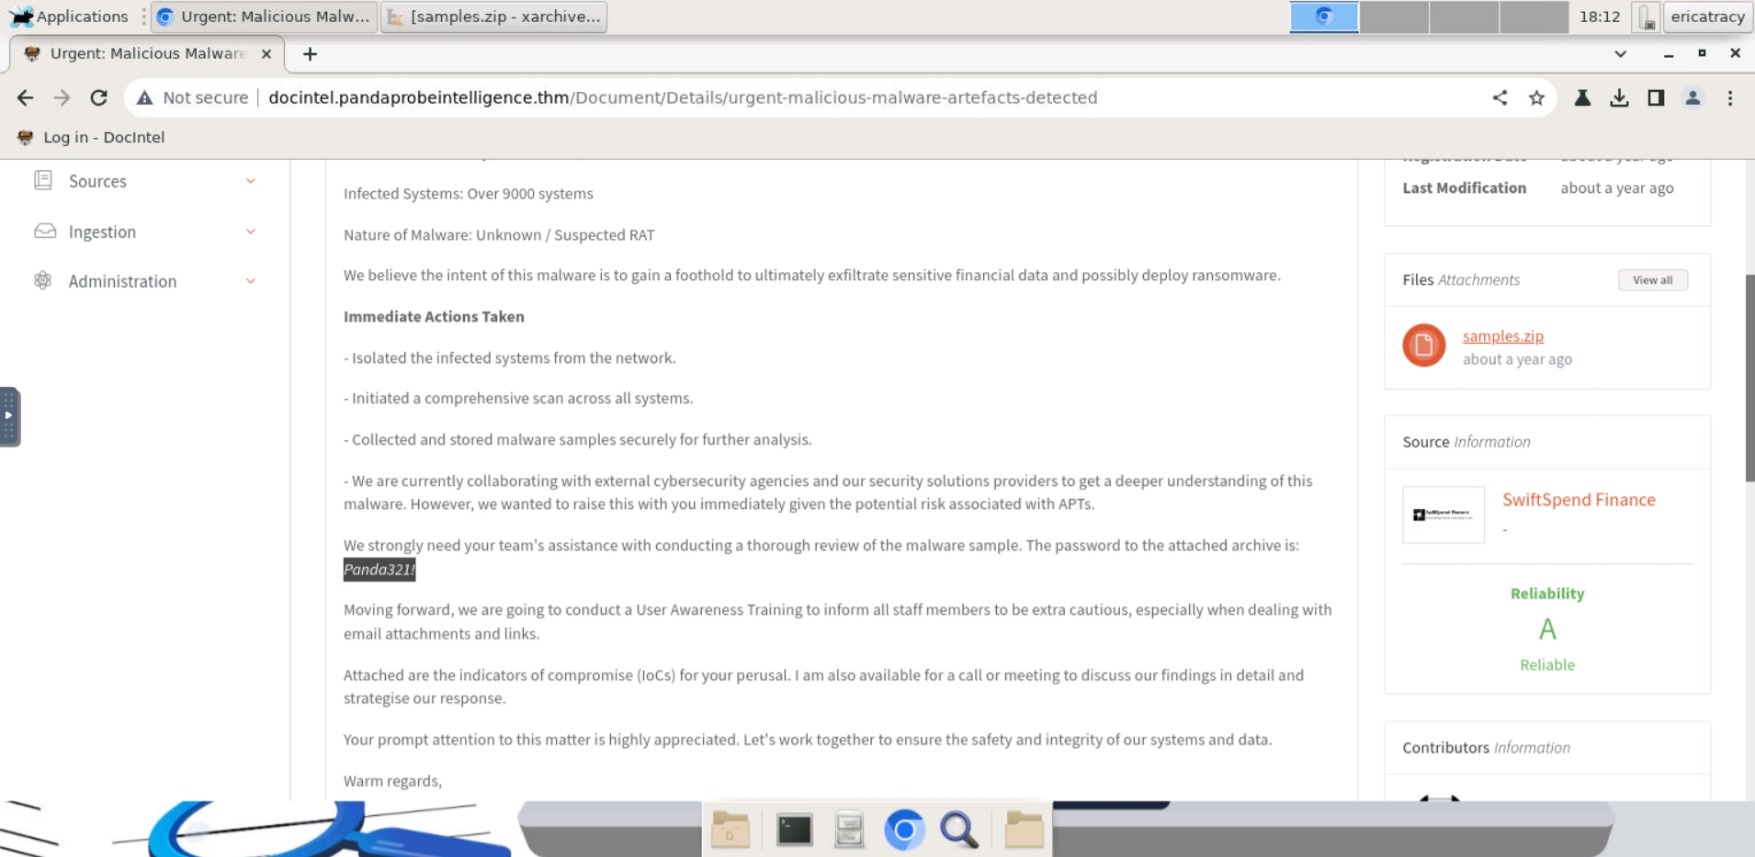 Applications
Urgent: Malicious Malw...
[samples.zip - xarchive...
18:12
ericatracy
Urgent: Malicious Malware
Not secure
docintel.pandaprobeintelligence.thm/Document/Details/urgent-malicious-malware-artefacts-detected
Log in - DocIntel
Sources
Ingestion
Administration
Infected Systems: Over 9000 systems
Nature of Malware: Unknown / Suspected RAT
We believe the intent of this malware is to gain a foothold to ultimately exfiltrate sensitive financial data and possibly deploy ransomware.
Immediate Actions Taken
- Isolated the infected systems from the network.
- Initiated a comprehensive scan across all systems.
- Collected and stored malware samples securely for further analysis.
- We are currently collaborating with external cybersecurity agencies and our security solutions providers to get a deeper understanding of this
malware. However, we wanted to raise this with you immediately given the potential risk associated with APTs.
We strongly need your team's assistance with conducting a thorough review of the malware sample. The password to the attached archive is:
Panda321!
Moving forward, we are going to conduct a User Awareness Training to inform all staff members to be extra cautious, especially when dealing with
email attachments and links.
Attached are the indicators of compromise (IoCs) for your perusal. I am also available for a call or meeting to discuss our findings in detail and
strategise our response.
Your prompt attention to this matter is highly appreciated. Let's work together to ensure the safety and integrity of our systems and data.
Warm regards,
Last Modification about a year ago
Files Attachments
View all
samples.zip
about a year ago
Source Information
SwiftSpend Finance
-
Reliability
A
Reliable
Contributors Information